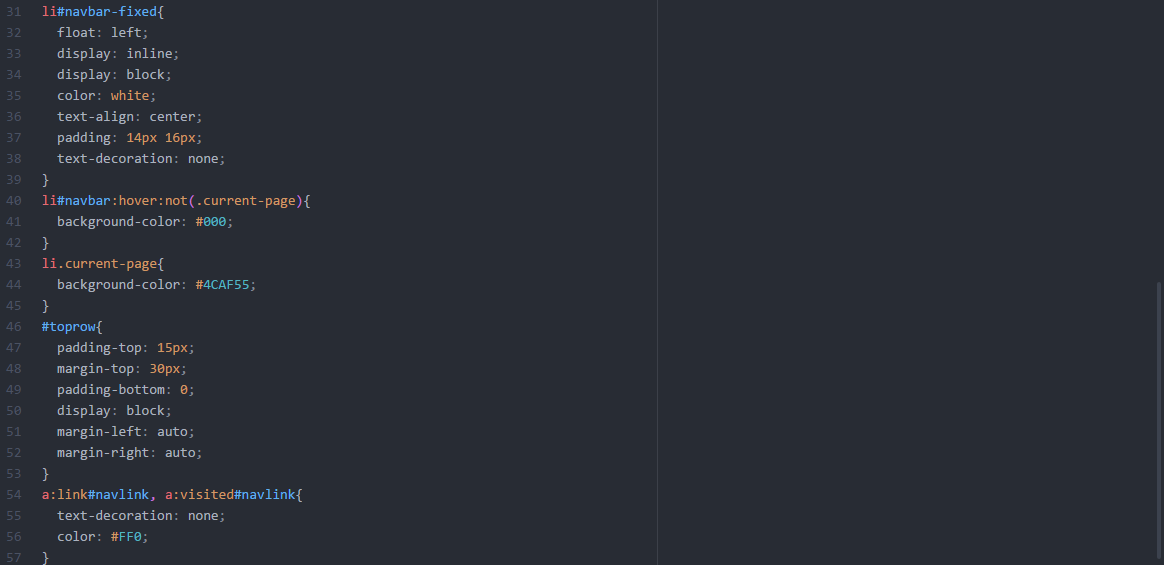 31 li#navbar-fixed{
32   float: left;
33   display: inline;
34   display: block;
35   color: white;
36   text-align: center;
37   padding: 14px 16px;
38   text-decoration: none;
39 }
40 li#navbar:hover:not(.current-page){
41   background-color: #000;
42 }
43 li.current-page{
44   background-color: #4CAF55;
45 }
46 #toprow{
47   padding-top: 15px;
48   margin-top: 30px;
49   padding-bottom: 0;
50   display: block;
51   margin-left: auto;
52   margin-right: auto;
53 }
54 a:link#navlink, a:visited#navlink{
55   text-decoration: none;
56   color: #FF0;
57 }